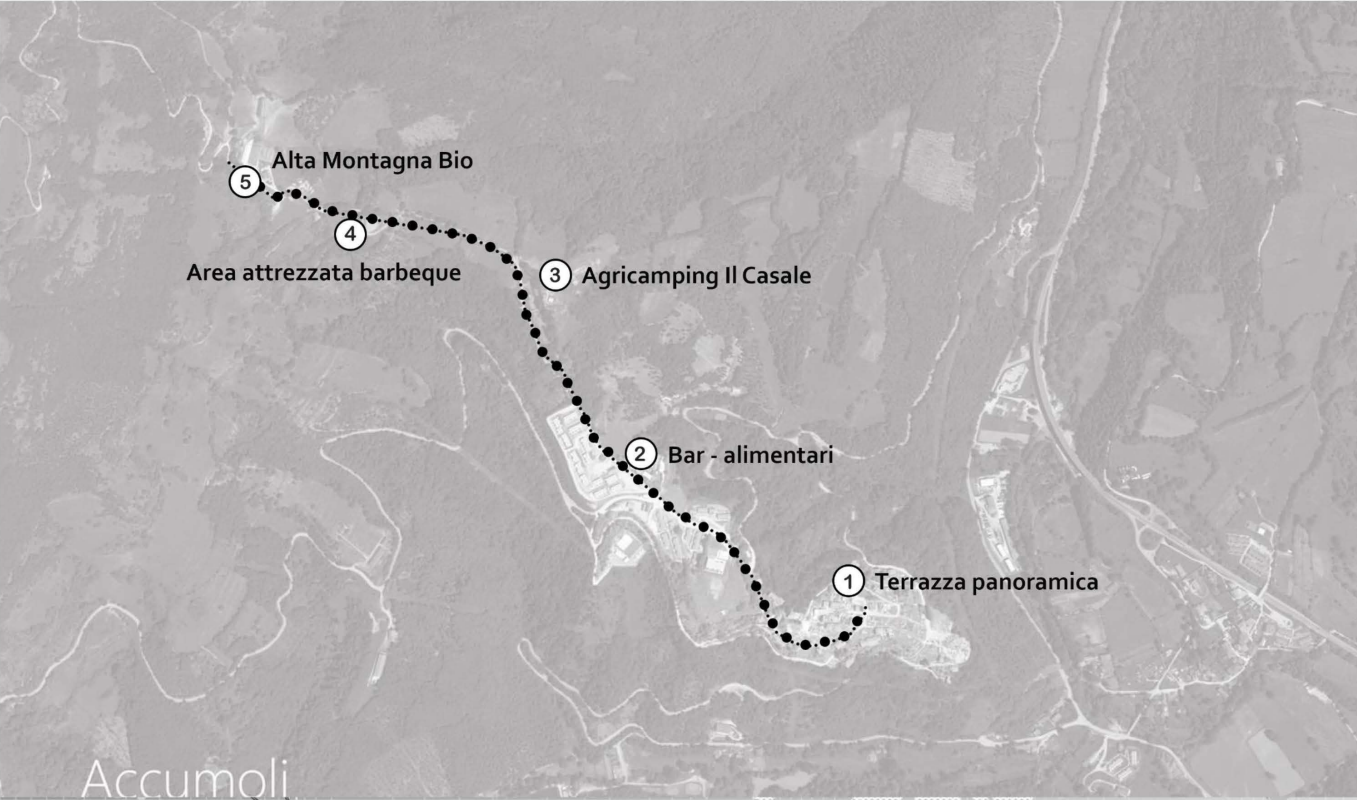 5 Alta Montagna Bio
4
Area attrezzata barbeque
3 Agricamping Il Casale
2 Bar - alimentari
1 Terrazza panoramica
Accumoli